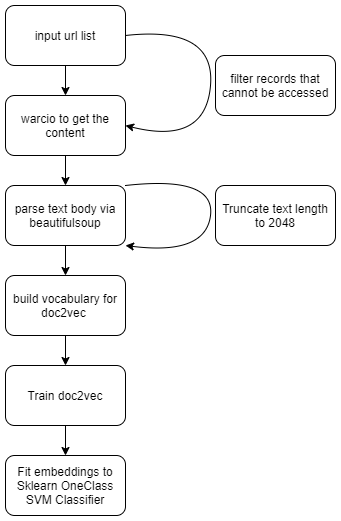 input url list
filter records that
cannot be accessed
warcio to get the
content
parse text body via
beautifulsoup
Truncate text length
to 2048
build vocabulary for
doc2vec
Train doc2vec
Fit embeddings to
Sklearn OneClass
SVM Classifier